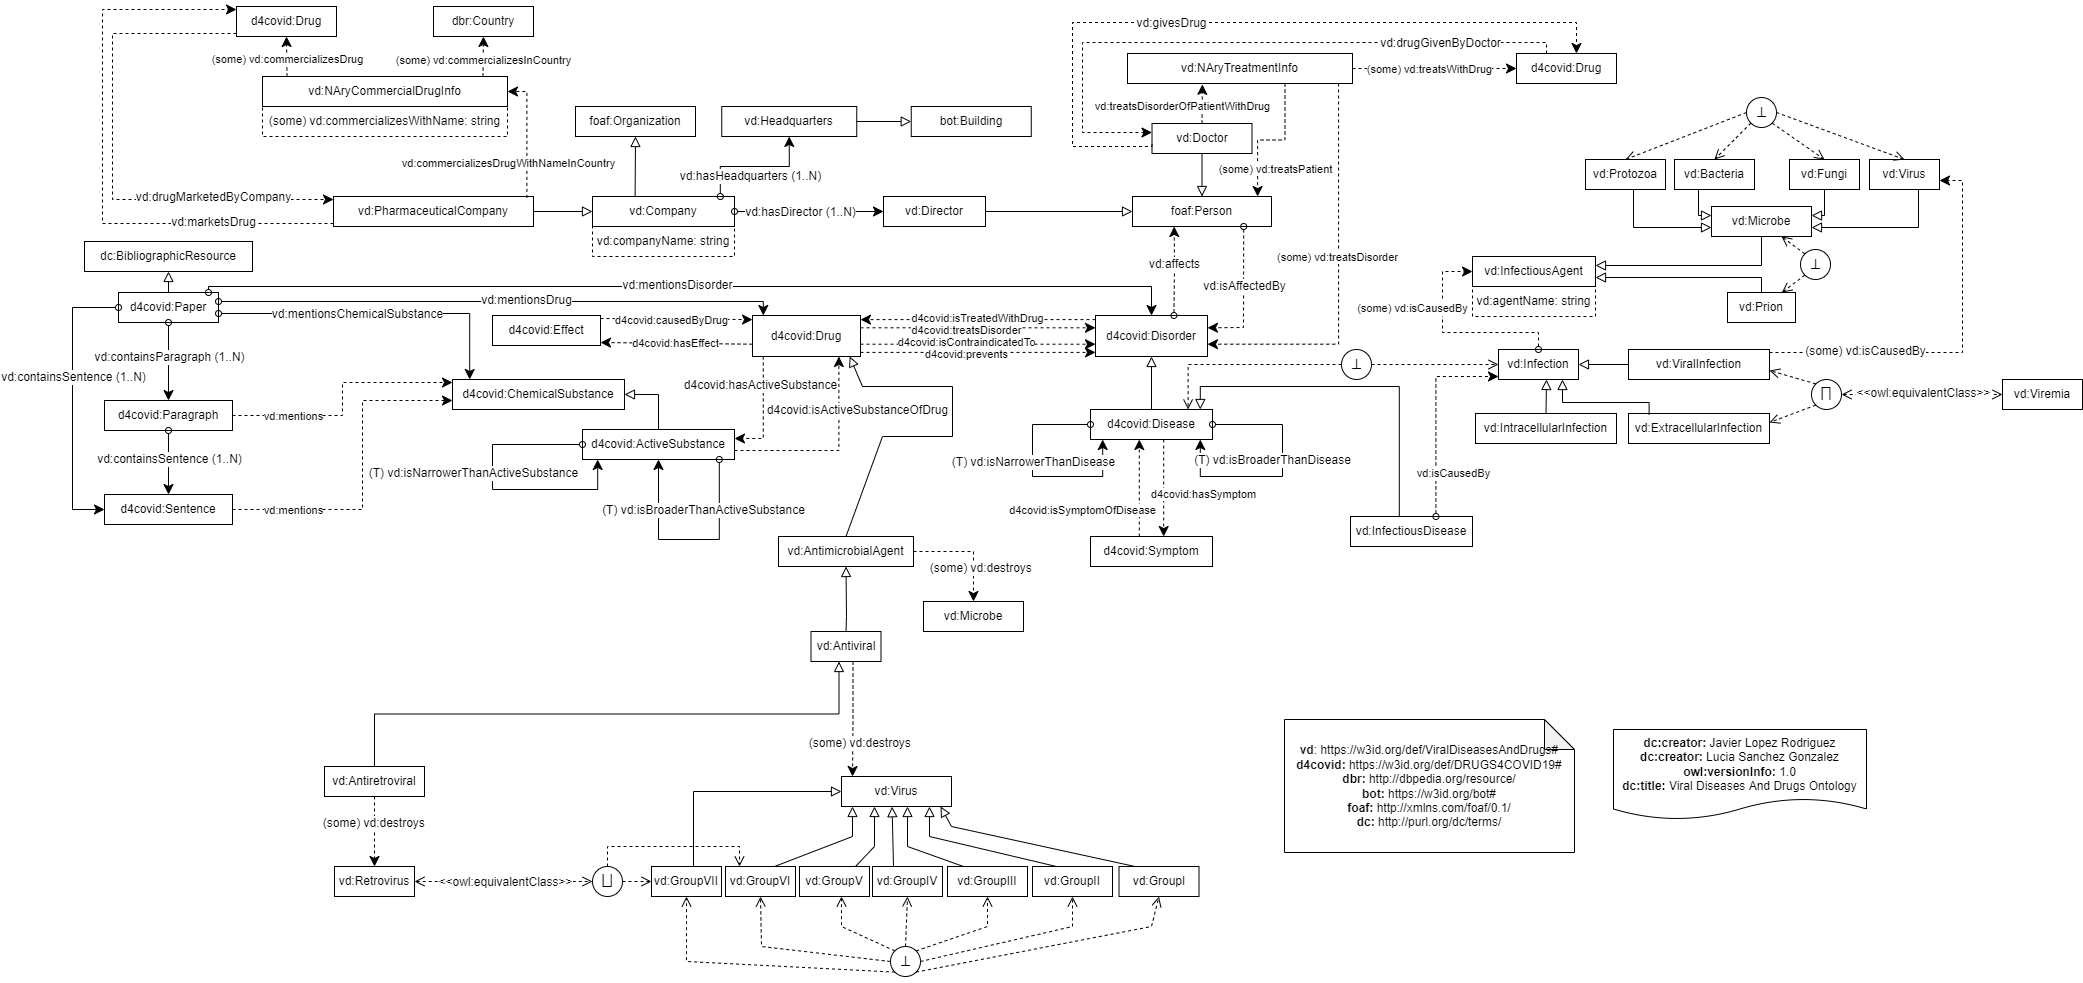 d4covid:Drug
dbr:Country
vd:givesDrug
vd:drugGivenByDoctor
(some) vd:commercializesDrug
(some) vd:commercializesInCountry
vd:NAryTreatmentInfo
(some) vd:treatsWithDrug
d4covid:Drug
vd:NAryCommercialDrugInfo
(some) vd:commercializesWithName: string
vd:treatsDisorderOfPatientWithDrug
⊥
foaf:Organization
vd:Headquarters
bot:Building
vd:Doctor
vd:commercializesDrugWithNameInCountry
vd:hasHeadquarters (1..N)
(some) vd:treatsPatient
vd:Protozoa
vd:Bacteria
vd:Fungi
vd:Virus
vd:drugMarketedByCompany
vd:marketsDrug
vd:PharmaceuticalCompany
vd:Company
vd:companyName: string
vd:hasDirector (1..N)
vd:Director
foaf:Person
vd:Microbe
dc:BibliographicResource
vd:affects
(some) vd:treatsDisorder
vd:InfectiousAgent
vd:agentName: string
⊥
vd:mentionsDisorder
vd:isAffectedBy
d4covid:Paper
vd:mentionsDrug
vd:Prion
(some) vd:isCausedBy
vd:mentionsChemicalSubstance
d4covid:Effect
d4covid:causedByDrug
d4covid:hasEffect
d4covid:Drug
d4covid:isTreatedWithDrug
d4covid:treatsDisorder
d4covid:isContraindicatedTo
d4covid:prevents
d4covid:Disorder
vd:containsParagraph (1..N)
(some) vd:isCausedBy
⊥
vd:Infection
vd:ViralInfection
vd:containsSentence (1..N)
d4covid:hasActiveSubstance
d4covid:ChemicalSubstance
⊓
<<owl:equivalentClass>>
vd:Viremia
d4covid:Paragraph
vd:mentions
d4covid:isActiveSubstanceOfDrug
d4covid:Disease
vd:IntracellularInfection
vd:ExtracellularInfection
d4covid:ActiveSubstance
vd:containsSentence (1..N)
(T) vd:isNarrowerThanActiveSubstance
(T) vd:isNarrowerThanDisease
(T) vd:isBroaderThanDisease
vd:isCausedBy
d4covid:hasSymptom
d4covid:Sentence
vd:mentions
(T) vd:isBroaderThanActiveSubstance
d4covid:isSymptomOfDisease
vd:InfectiousDisease
vd:AntimicrobialAgent
d4covid:Symptom
(some) vd:destroys
vd:Microbe
vd:Antiviral
(some) vd:destroys
vd: https://w3id.org/def/ViralDiseasesAndDrugs#
d4covid: https://w3id.org/def/DRUGS4COVID19#
dbr: http://dbpedia.org/resource/
bot: https://w3id.org/bot#
foaf: http://xmlns.com/foaf/0.1/
dc: http://purl.org/dc/terms/
dc:creator: Javier Lopez Rodriguez
dc:creator: Lucia Sanchez Gonzalez
owl:versionInfo: 1.0
dc:title: Viral Diseases And Drugs Ontology
vd:Antiretroviral
vd:Virus
(some) vd:destroys
vd:Retrovirus
<<owl:equivalentClass>>
⊔
vd:GroupVII
vd:GroupVI
vd:GroupV
vd:GroupIV
vd:GroupIII
vd:GroupII
vd:GroupI
⊥